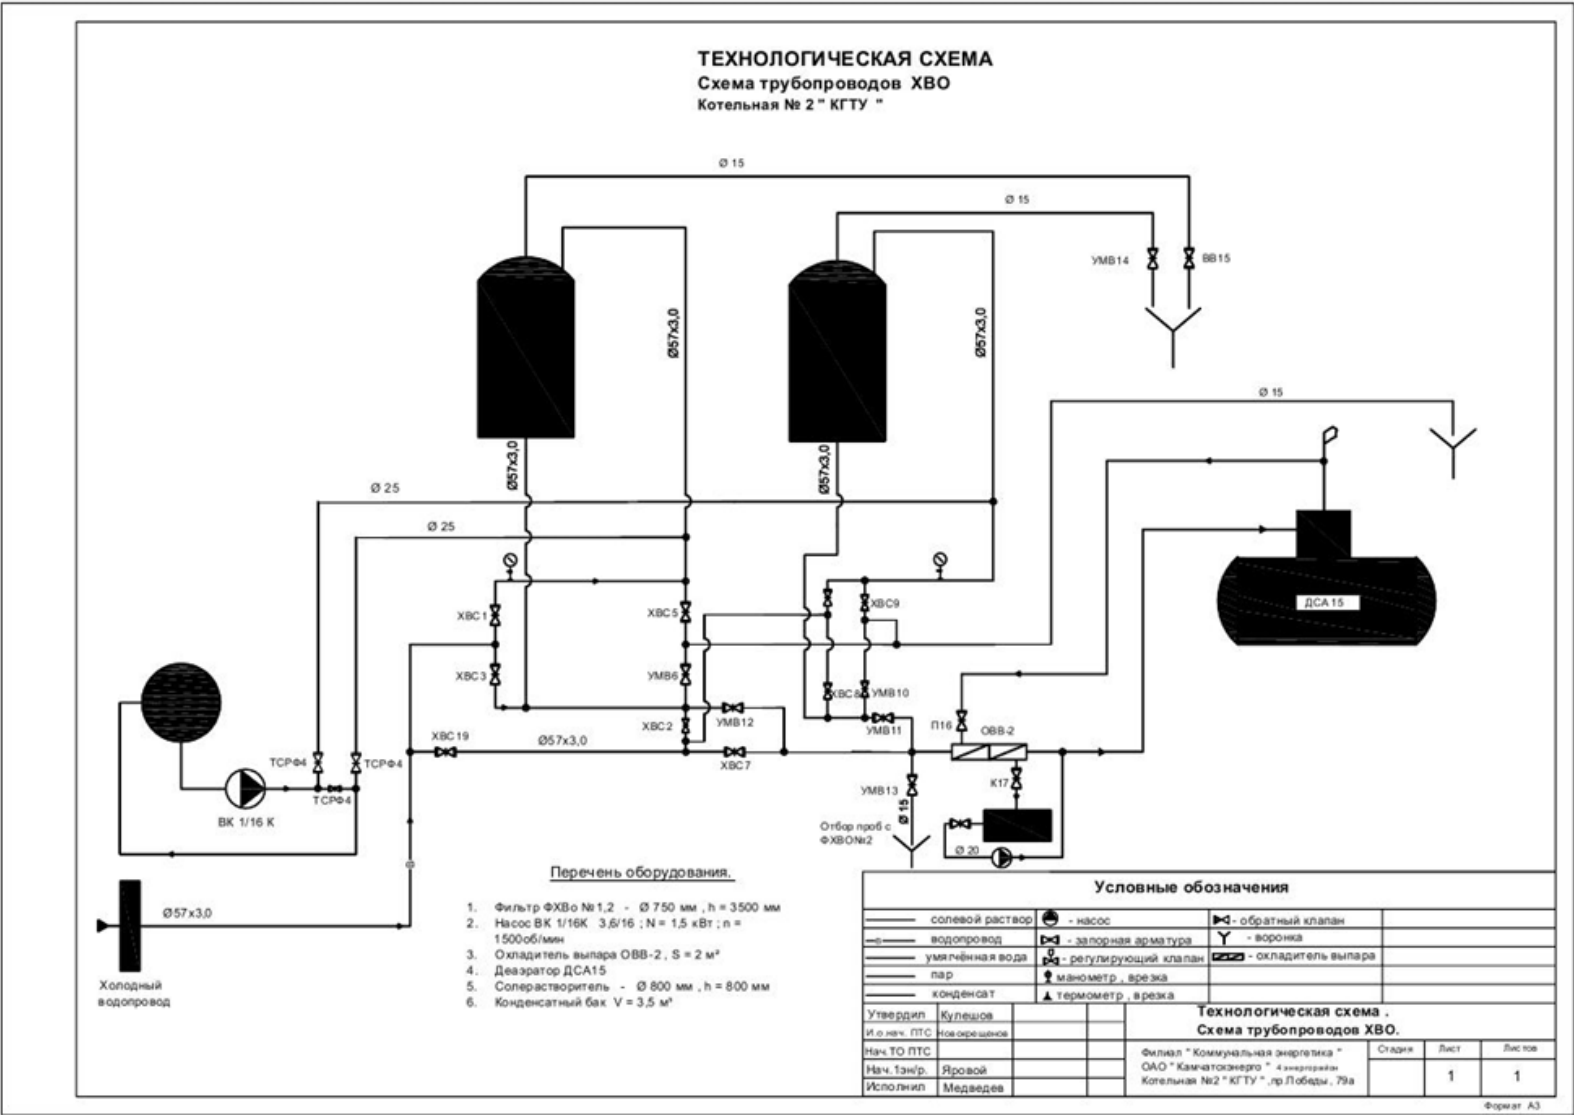 ТЕХНОЛОГИЧЕСКАЯ СХЕМА
Схема трубопроводов ХВО
Котельная № 2 " КГТУ "
Ø 15
Ø 15
УМВ14
ВВ15
Ø57х3,0
Ø57х3,0
Ø 15
Ø57х3,0
Ø57х3,0
Ø 25
Ø 25
ХВС1
ХВС5
ХВС9
ДСА15
ХВС3
УМВ6
ХВС8
УМВ10
ХВС2
УМВ12
УМВ11
П16
ОВВ-2
ХВС19
Ø57х3,0
ХВС7
ТСРФ4
ТСРФ4
ТСРФ4
ВК 1/16 К
УМВ13
К17
Ø 15
Отбор проб с
ФХВО№2
Ø 20
Ø57х3,0
Холодный
водопровод
Перечень оборудования.
1. Фильтр ФХВо №1,2 - Ø 750 мм , h = 3500 мм
2. Насос ВК 1/16К 3,6/16 ; N = 1,5 кВт ; n =
1500об/мин
3. Охладитель выпара ОВВ-2 , S = 2 м²
4. Деаэратор ДСА15
5. Солерастворитель - Ø 800 мм , h = 800 мм
6. Конденсатный бак V = 3,5 м³
Условные обозначения
солевой раствор - насос - обратный клапан
водопровод - запорная арматура - воронка
умягчённая вода - регулирующий клапан - охладитель выпара
пар манометр , врезка
конденсат термометр , врезка
Утвердил Кулешов
И.о.нач. ПТС Новокрещенов
Нач.ТО ПТС
Нач.1эн/р. Яровой
Исполнил Медведев
Технологическая схема .
Схема трубопроводов ХВО.
Филиал " Коммунальная энергетика "
ОАО " Камчатскэнерго " 4 энергорайон
Котельная №2 " КГТУ " ,пр.Победы , 79а
Стадия Лист Листов
1 1
Формат А3